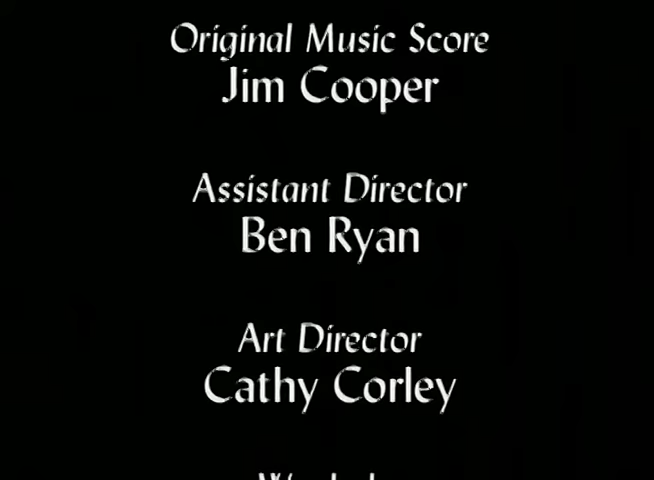 Original Music Score
Jim Cooper
Assistant Director
Ben Ryan
Art Director
Cathy Corley